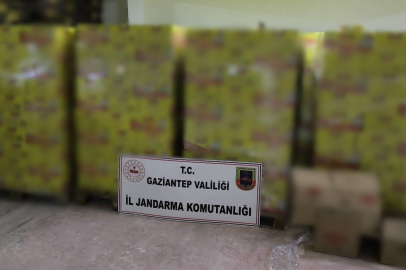 T.C.
GAZİANTEP VALİLİĞİ
İL JANDARMA KOMUTANLIĞI